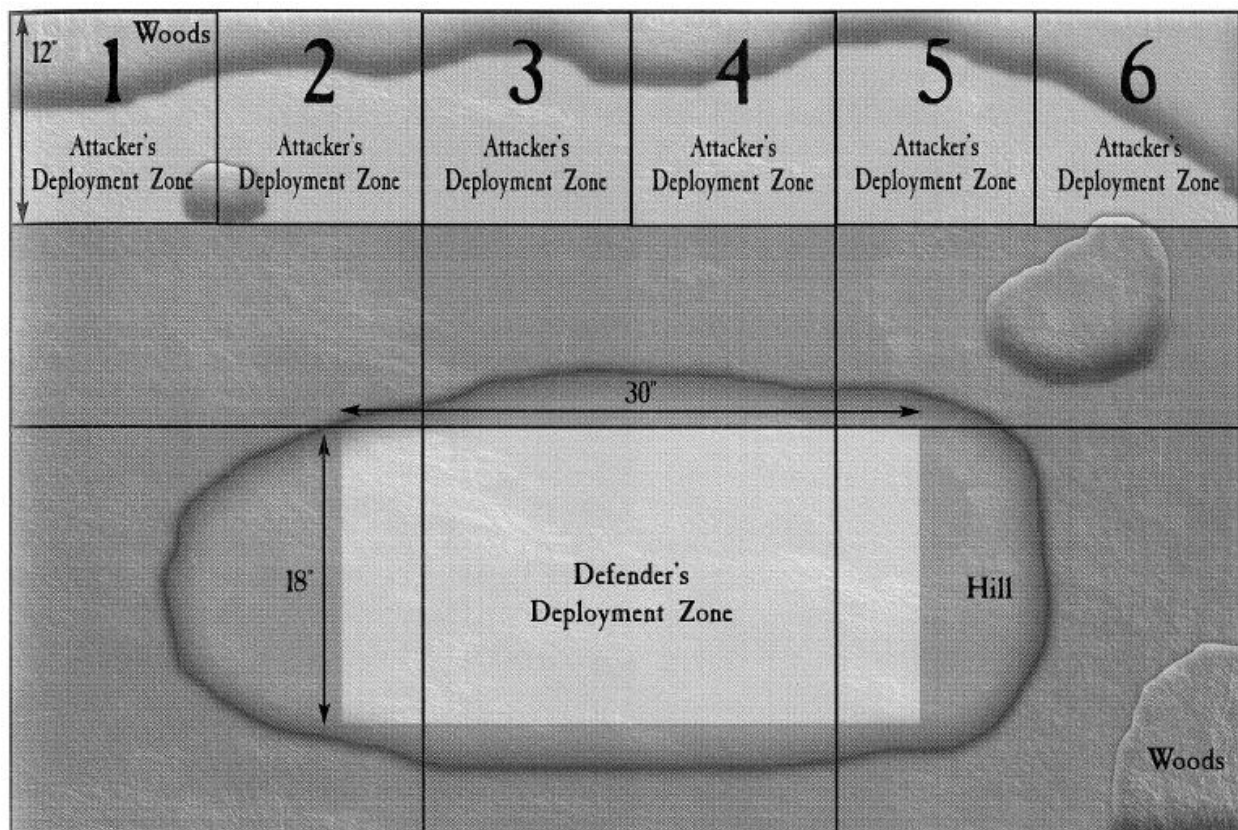 12"
Woods
1
2
3
4
5
6
Attacker's
Deployment Zone
Attacker's
Deployment Zone
Attacker's
Deployment Zone
Attacker's
Deployment Zone
Attacker's
Deployment Zone
Attacker's
Deployment Zone
30"
18"
Defender's
Deployment Zone
Hill
Woods